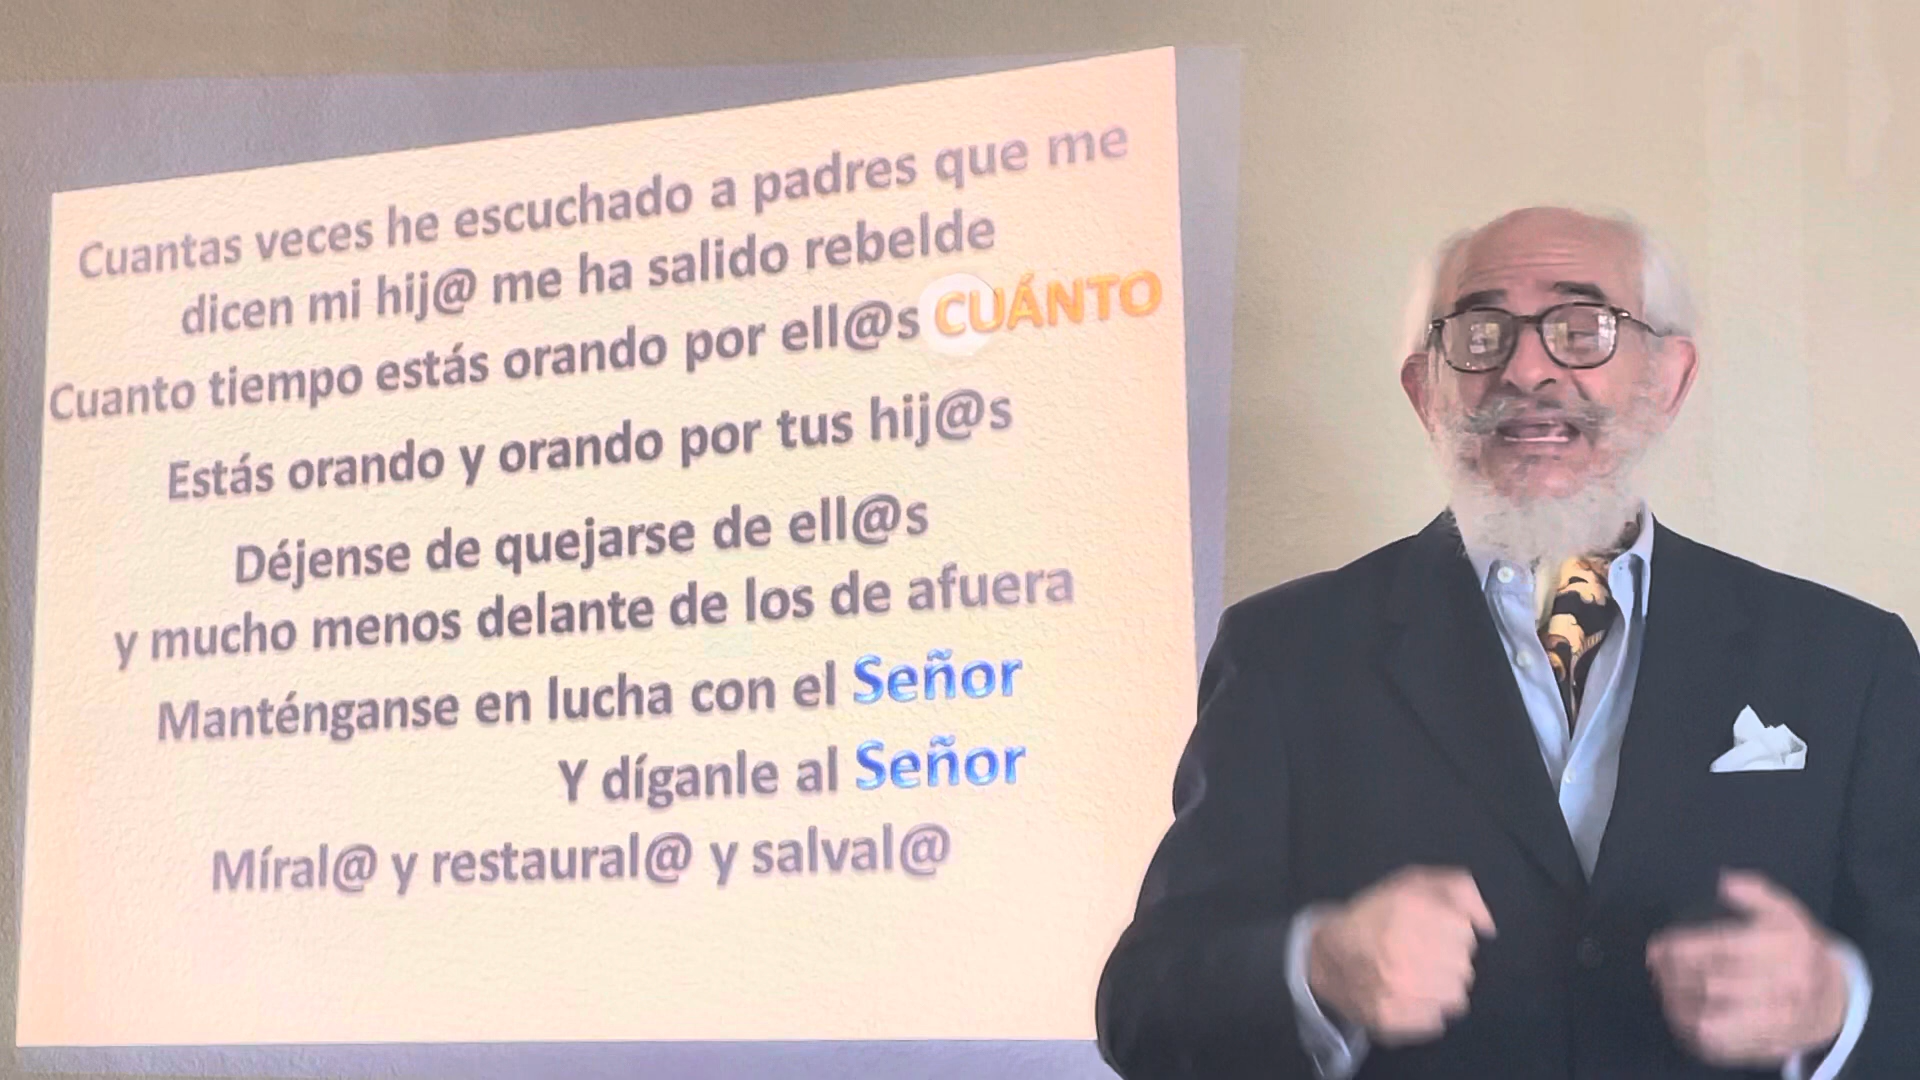 Cuantas veces he escuchado a padres que me
dicen mi hij@ me ha salido rebelde
Cuanto tiempo estás orando por ell@s CUÁNTO
Estás orando y orando por tus hij@s
Déjense de quejarse de ell@s
y mucho menos delante de los de afuera
Manténganse en lucha con el Señor
Y díganle al Señor
Míral@ y restaural@ y salval@